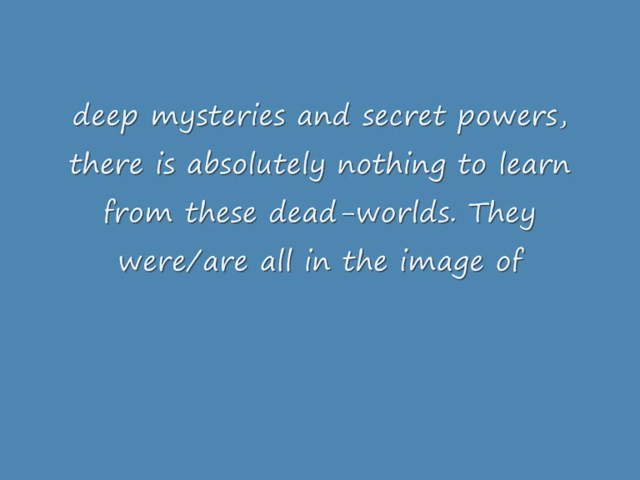 deep mysteries and secret powers,
there is absolutely nothing to learn
from these dead-worlds. They
were/are all in the image of